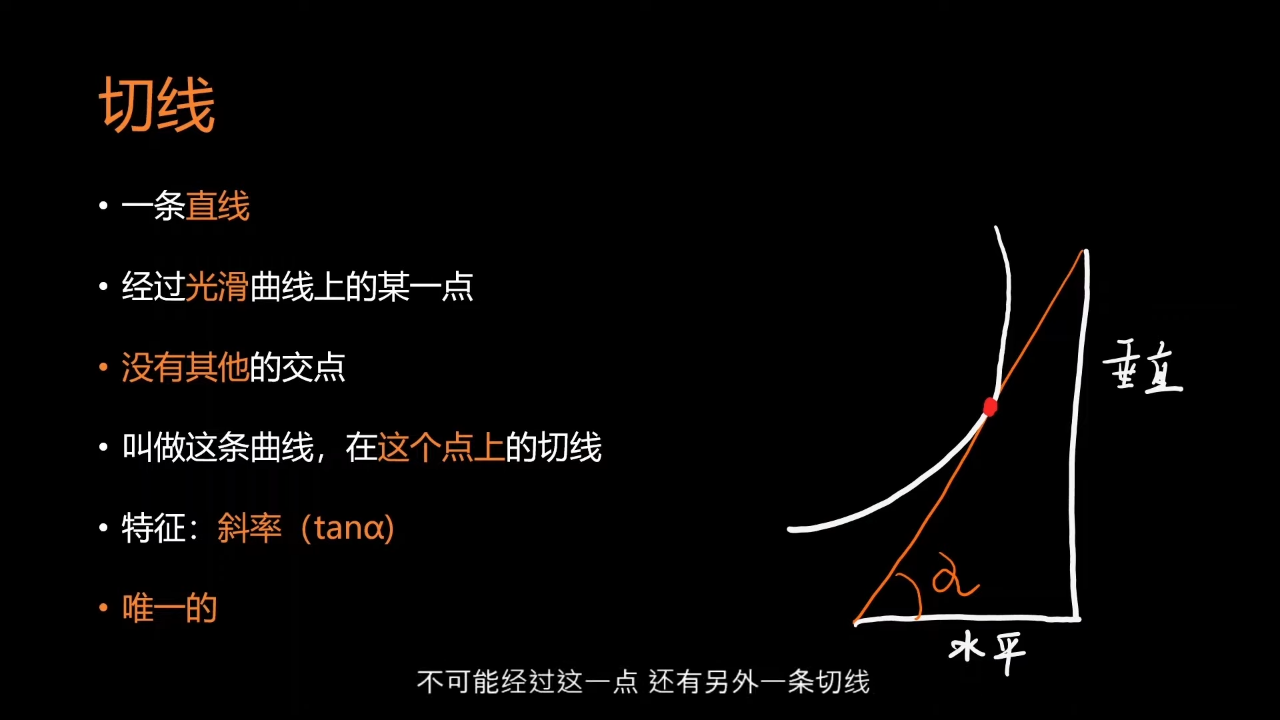 切线
• 一条直线
• 经过光滑曲线上的某一点
• 没有其他的交点
• 叫做这条曲线，在这个点上的切线
• 特征：斜率（tanα)
• 唯一的
垂直
α
水平
不可能经过这一点 还有另外一条切线